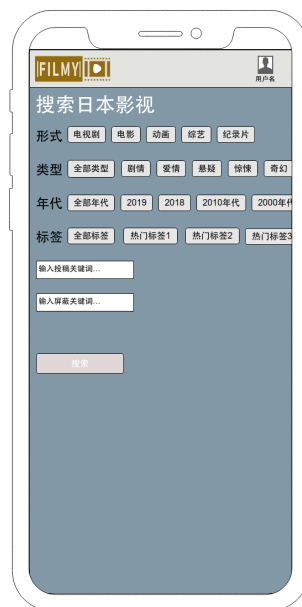 FILMY
用户名
搜索日本影视
形式 电视剧 电影 动画 综艺 纪录片
类型 全部类型 剧情 爱情 悬疑 惊悚 奇幻
年代 全部年代 2019 2018 2010年代 2000年代
标签 全部标签 热门标签1 热门标签2 热门标签3
输入投稿关键词...
输入屏蔽关键词...
搜索